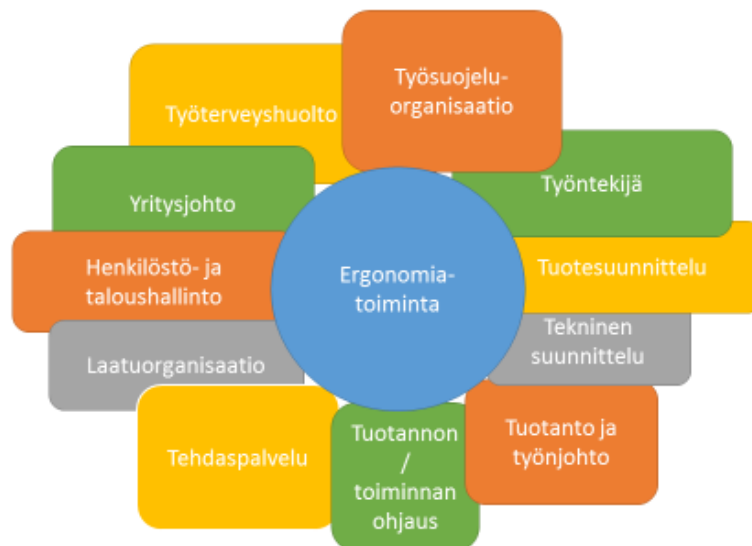 Työsuojelu-
organisaatio
Työterveyshuolto
Työntekijä
Yritysjohto
Henkilöstö- ja
taloushallinto
Ergonomia-
toiminta
Tuotesuunnittelu
Tekninen
suunnittelu
Laatuorganisaatio
Tuotanto ja
työnjohto
Tehdaspalvelu
Tuotannon
/
toiminnan
ohjaus